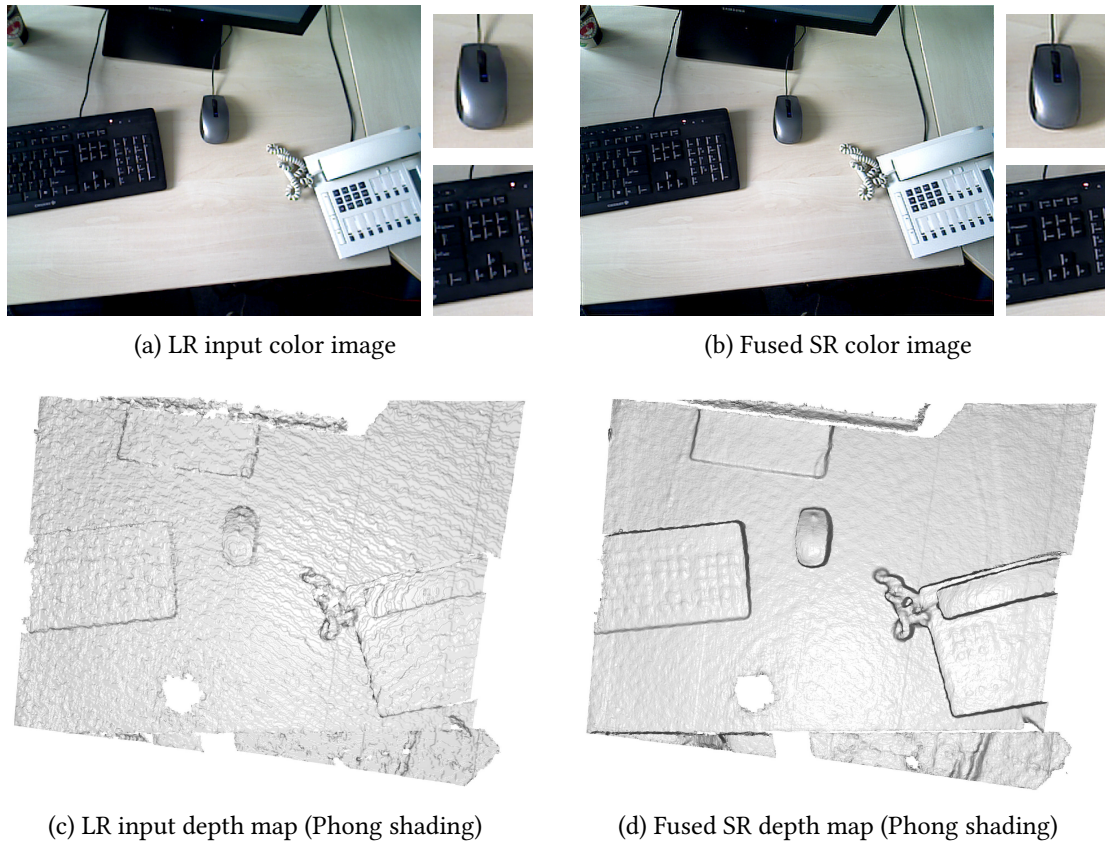 SAMSUNG
(a) LR input color image
(b) Fused SR color image
(c) LR input depth map (Phong shading)
(d) Fused SR depth map (Phong shading)